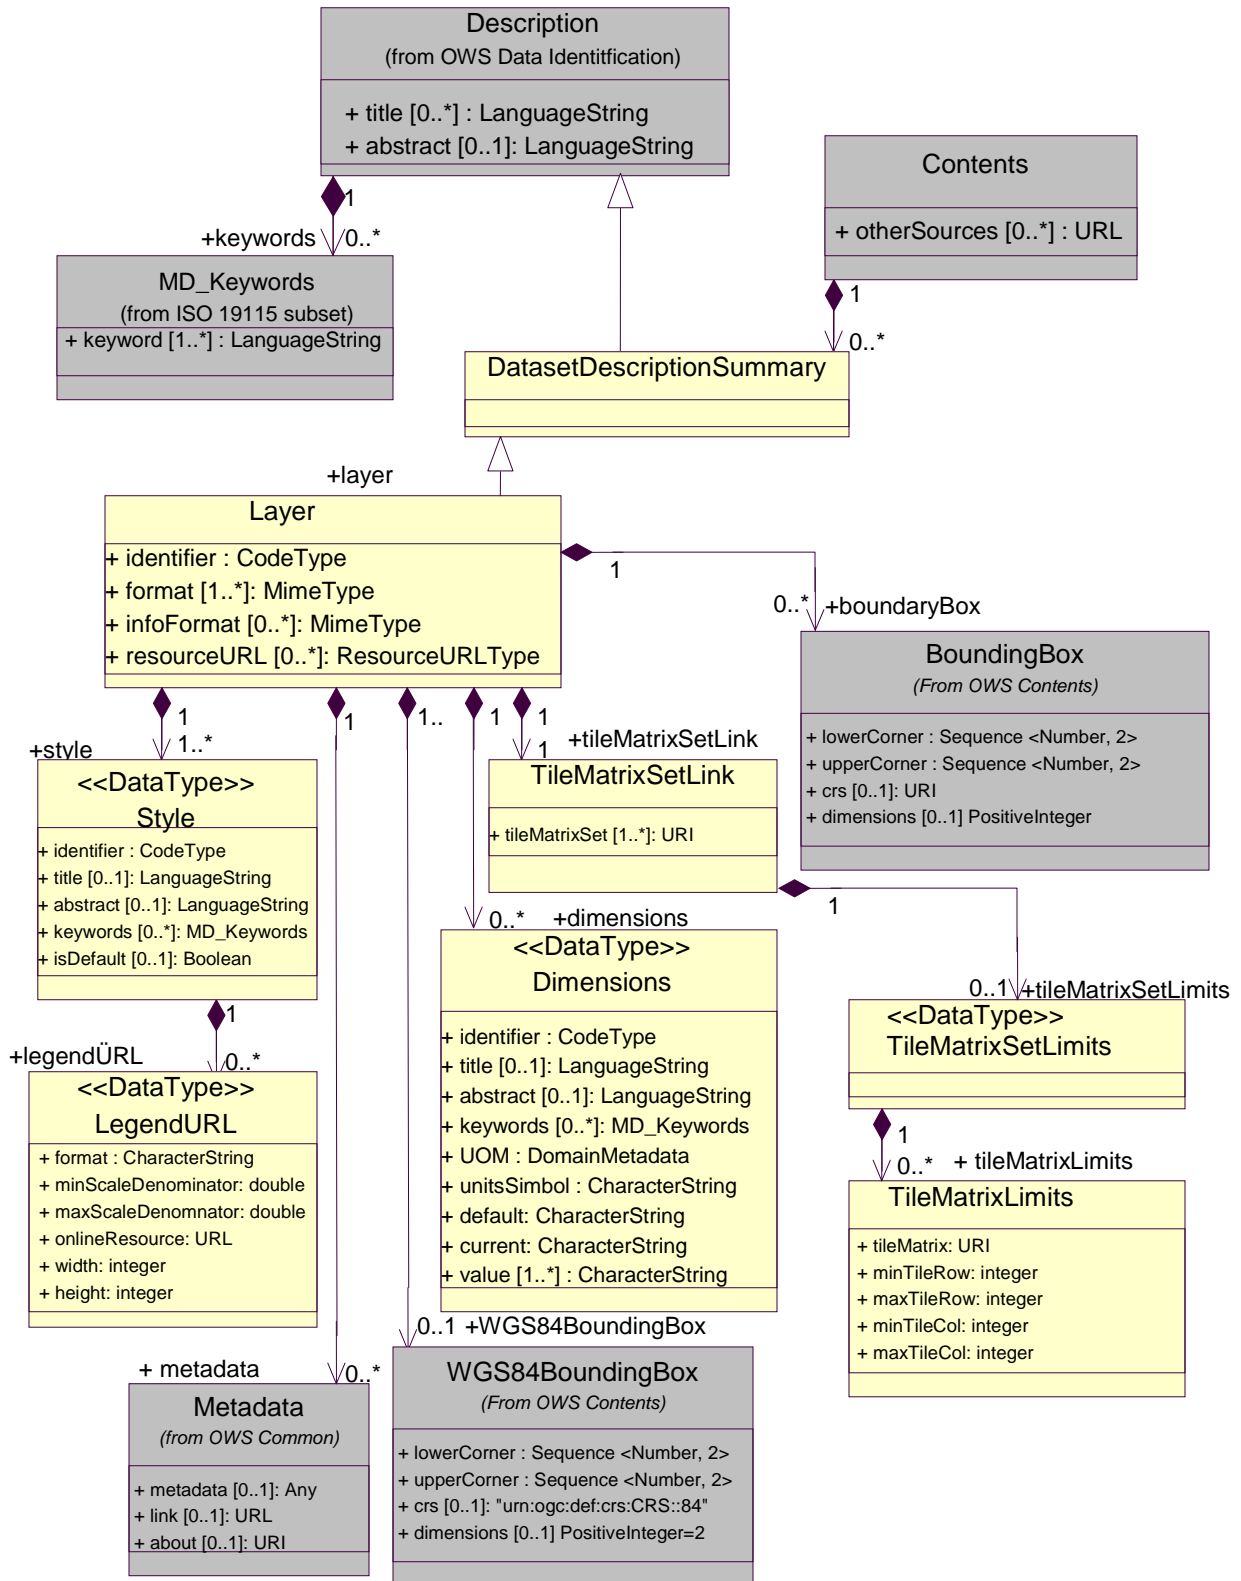 Description
(from OWS Data Identitfication)
+ title [0..*] : LanguageString
+ abstract [0..1]: LanguageString
1
+keywords
0..*
MD_Keywords
(from ISO 19115 subset)
+ keyword [1..*] : LanguageString
Contents
+ otherSources [0..*] : URL
1
0..*
DatasetDescriptionSummary
+layer
Layer
+ identifier : CodeType
+ format [1..*]: MimeType
+ infoFormat [0..*]: MimeType
+ resourceURL [0..*]: ResourceURLType
1
0..*
+boundaryBox
BoundingBox
(From OWS Contents)
+ lowerCorner : Sequence <Number, 2>
+ upperCorner : Sequence <Number, 2>
+ crs [0..1]: URI
+ dimensions [0..1] PositiveInteger
1
1
1..
1
1
+style
1..*
1
+tileMatrixSetLink
<<DataType>>
Style
+ identifier : CodeType
+ title [0..1]: LanguageString
+ abstract [0..1]: LanguageString
+ keywords [0..*]: MD_Keywords
+ isDefault [0..1]: Boolean
TileMatrixSetLink
+ tileMatrixSet [1..*]: URI
1
0..1
+tileMatrixSetLimits
0..*
+dimensions
<<DataType>>
Dimensions
+ identifier : CodeType
+ title [0..1]: LanguageString
+ abstract [0..1]: LanguageString
+ keywords [0..*]: MD_Keywords
+ UOM : DomainMetadata
+ unitsSimbol : CharacterString
+ default: CharacterString
+ current: CharacterString
+ value [1..*] : CharacterString
<<DataType>>
TileMatrixSetLimits
1
0..*
+ tileMatrixLimits
TileMatrixLimits
+ tileMatrix: URI
+ minTileRow: integer
+ maxTileRow: integer
+ minTileCol: integer
+ maxTileCol: integer
1
+legendÜRL
0..*
<<DataType>>
LegendURL
+ format : CharacterString
+ minScaleDenominator: double
+ maxScaleDenomnator: double
+ onlineResource: URL
+ width: integer
+ height: integer
+ metadata
0..*
Metadata
(from OWS Common)
+ metadata [0..1]: Any
+ link [0..1]: URL
+ about [0..1]: URI
0..1
+WGS84BoundingBox
WGS84BoundingBox
(From OWS Contents)
+ lowerCorner : Sequence <Number, 2>
+ upperCorner : Sequence <Number, 2>
+ crs [0..1]: "urn:ogc:def:crs:CRS::84"
+ dimensions [0..1] PositiveInteger=2